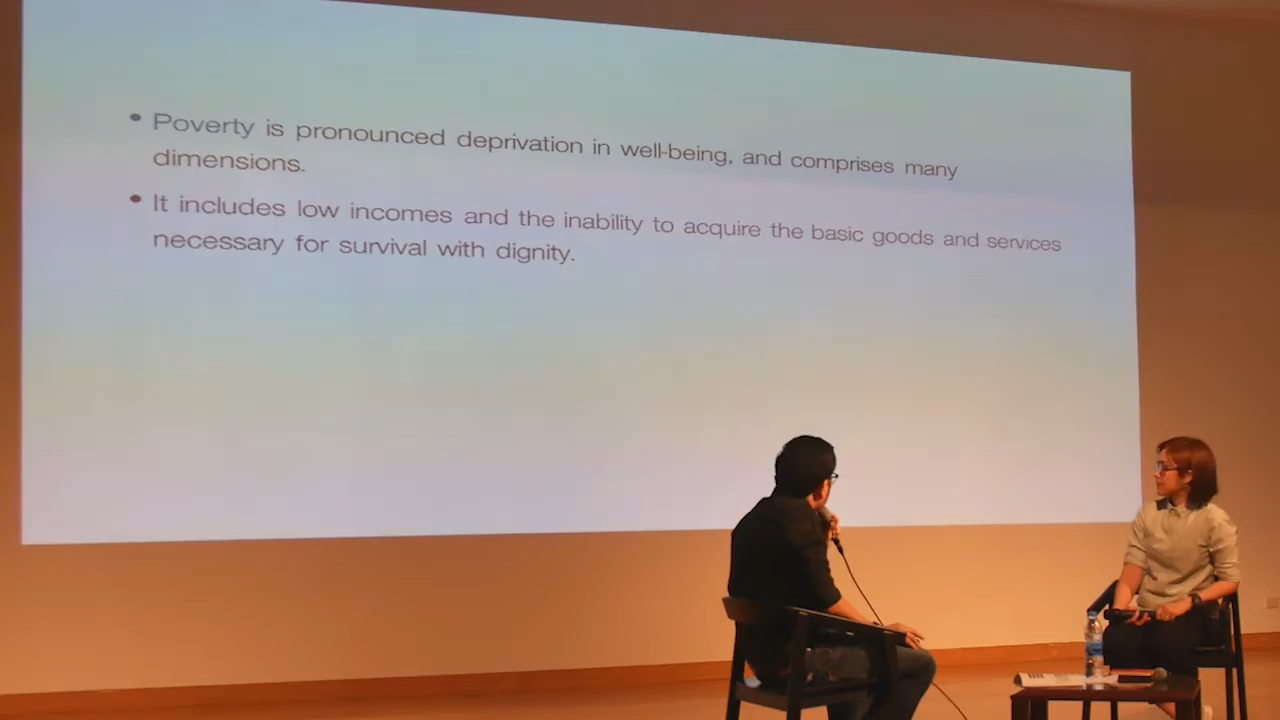 • Poverty is pronounced deprivation in well-being, and comprises many
dimensions.
• It includes low incomes and the inability to acquire the basic goods and services
necessary for survival with dignity.